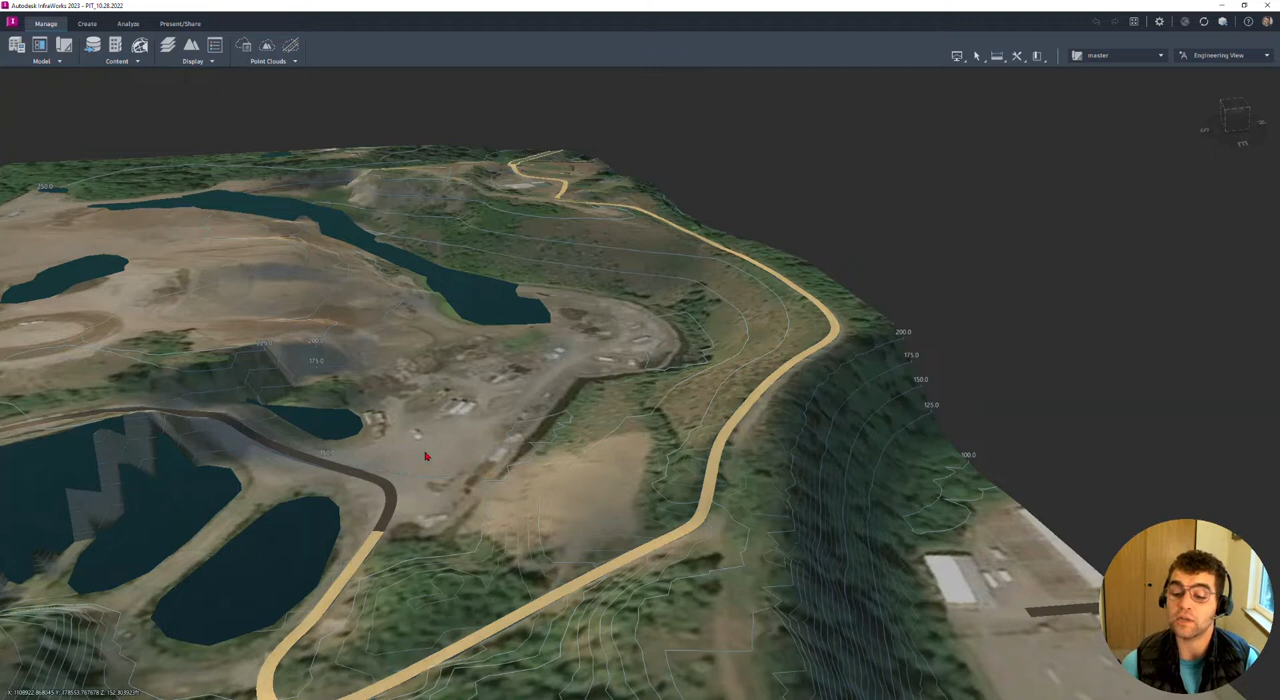 Autodesk InfraWorks 2023 - PIT_10.28.2022
Manage Create Analyze Present/Share
Model Content Display Point Clouds
master Engineering View
250.0
200.0
175.0
150.0
125.0
100.0
200.0
175.0
150.0